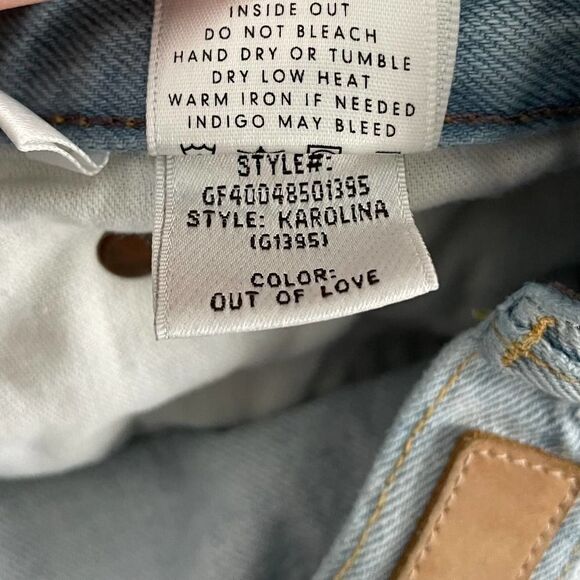 INSIDE OUT
DO NOT BLEACH
HAND DRY OR TUMBLE
DRY LOW HEAT
WARM IRON IF NEEDED
INDIGO MAY BLEED
STYLE#:
GF40048501395
STYLE: KAROLINA
(G1395)
COLOR:
OUT OF LOVE